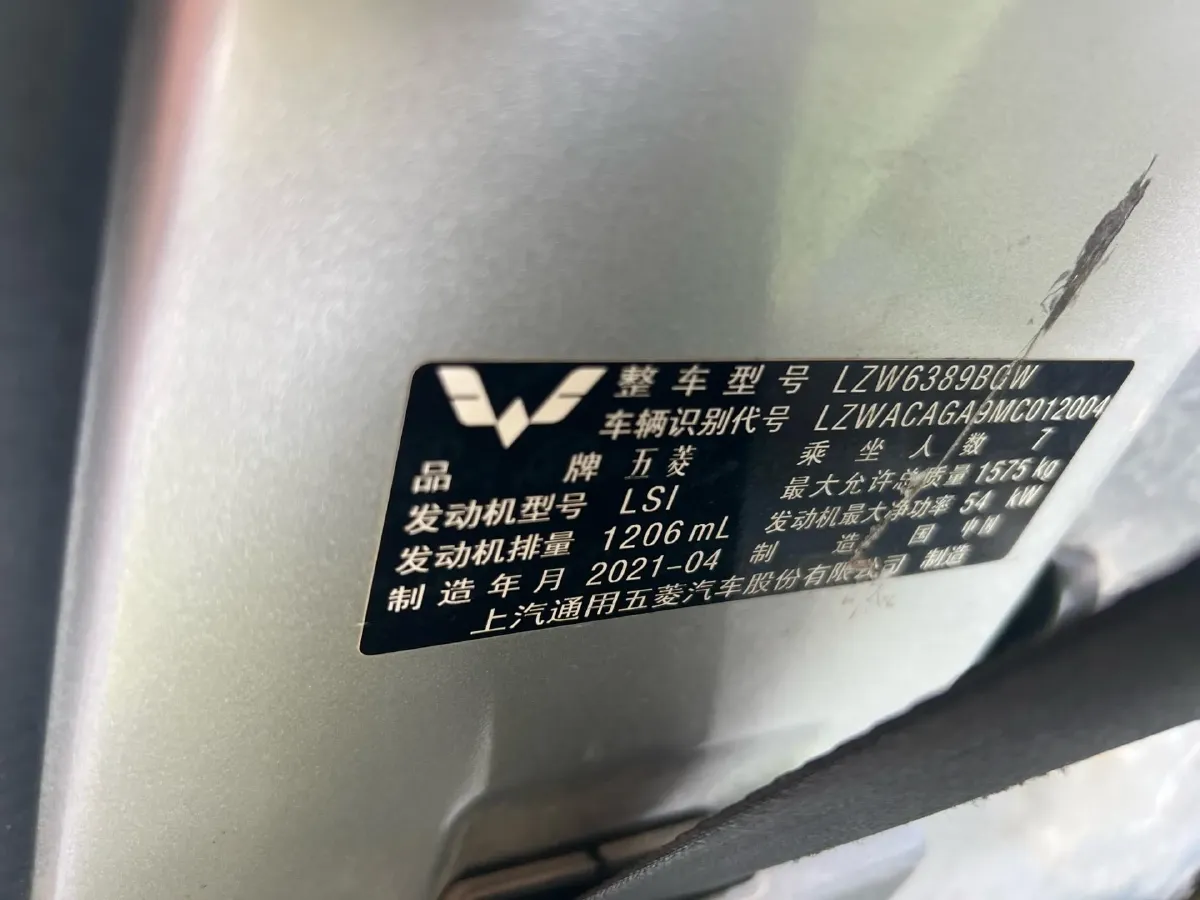 整车型号 LZW6389BGW
车辆识别代号 LZWACAGA9MC012004
品牌 五菱 乘坐人数 7
发动机型号 LSI 最大允许总质量 1575 kg
发动机排量 1206 mL 发动机最大净功率 54 kW
制造年月 2021-04 制造国 中国
上汽通用五菱汽车股份有限公司 制造